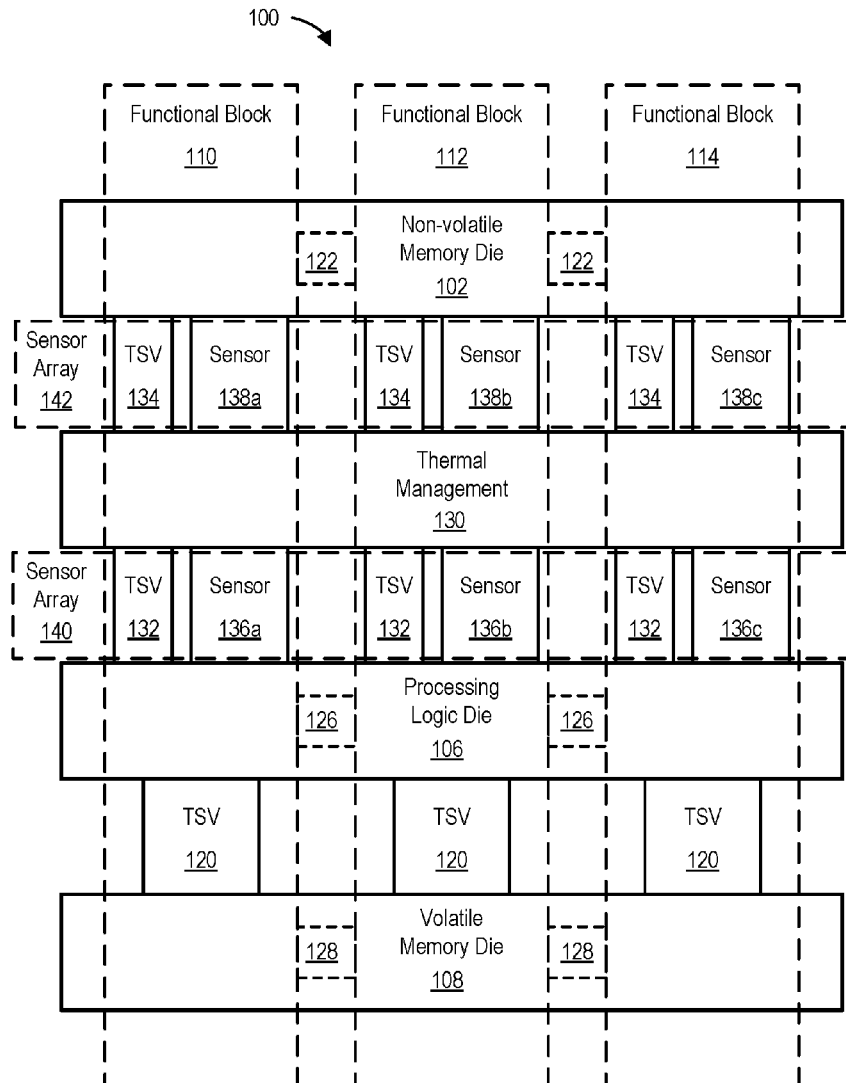 100
Functional Block
110
Functional Block
112
Functional Block
114
Non-volatile
Memory Die
102
122
122
Sensor
Array
142
TSV
134
Sensor
138a
TSV
134
Sensor
138b
TSV
134
Sensor
138c
Thermal
Management
130
Sensor
Array
140
TSV
132
Sensor
136a
TSV
132
Sensor
136b
TSV
132
Sensor
136c
Processing
Logic Die
106
126
126
TSV
120
TSV
120
TSV
120
Volatile
Memory Die
108
128
128